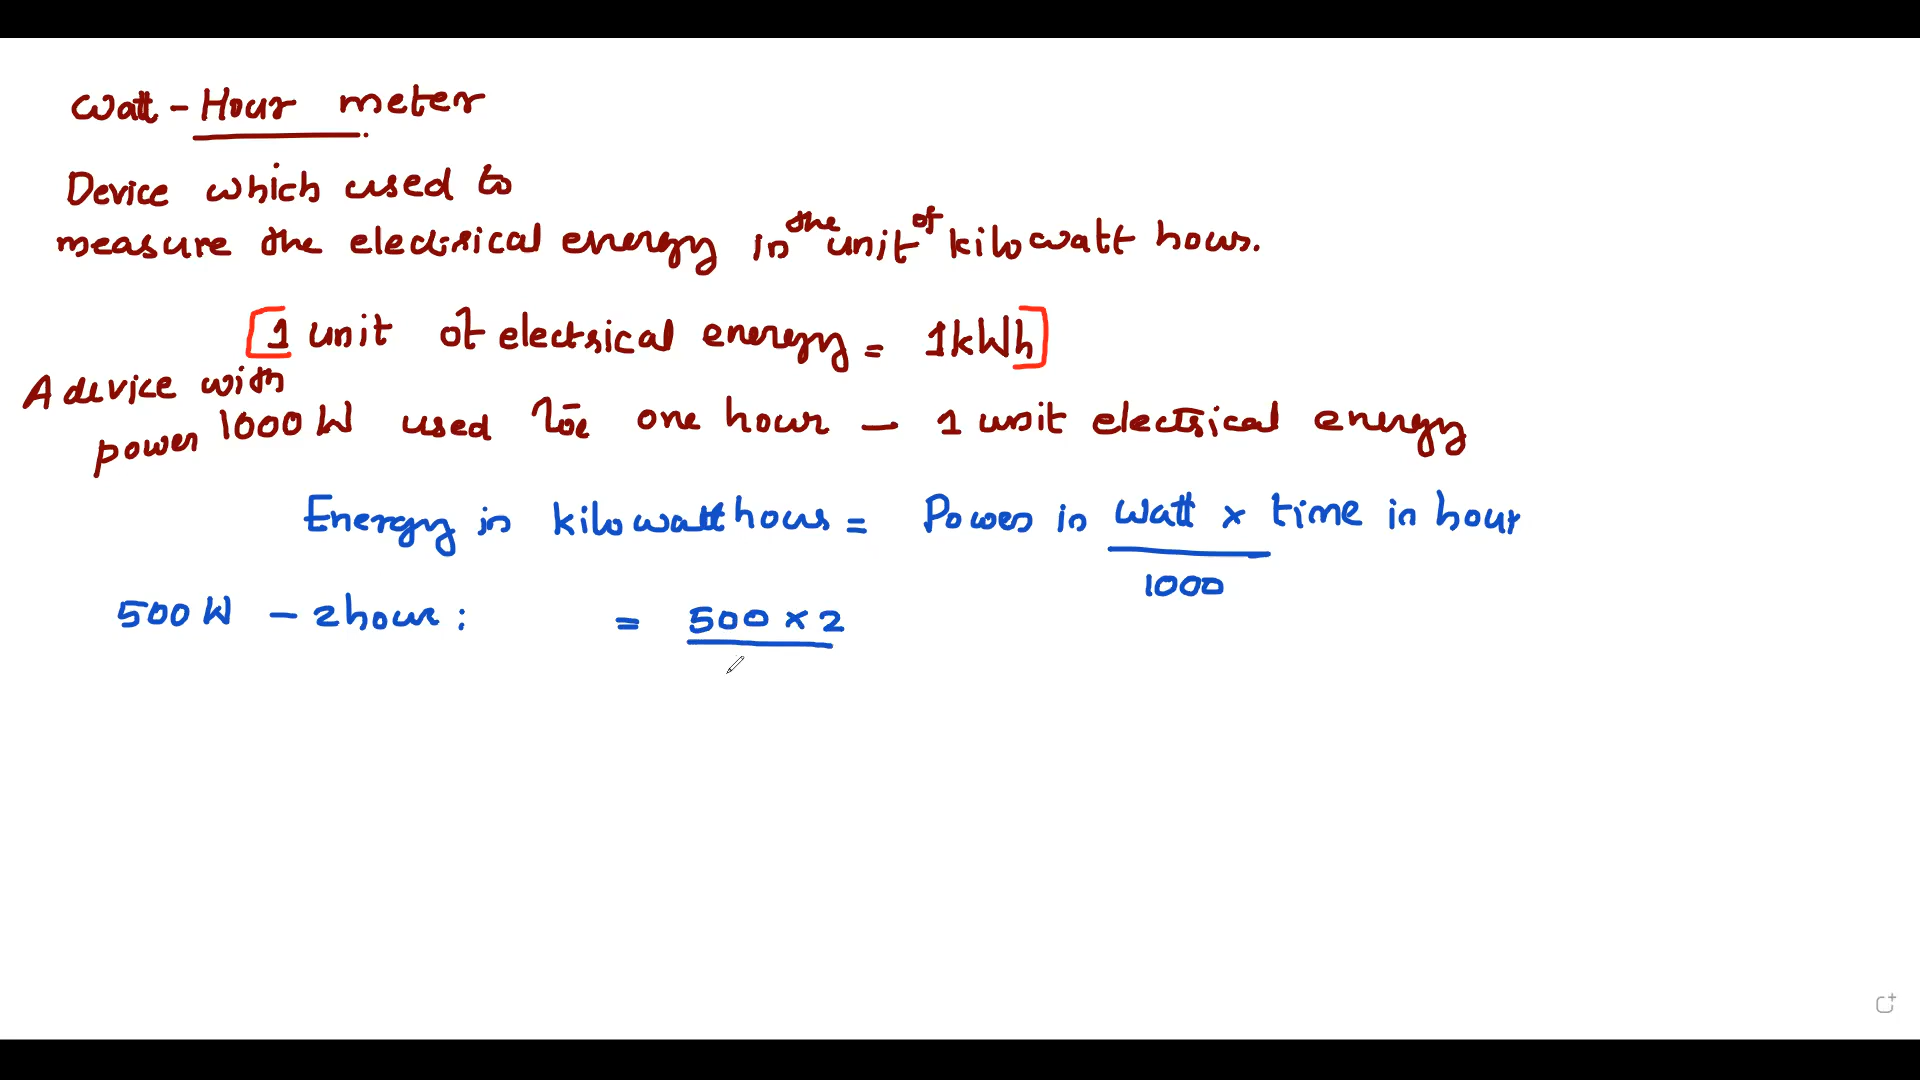 Watt - Hour meter
Device which used to
measure the electrical energy in the unit of kilowatt hours.
1 unit of electrical energy = 1kWh
A device with
power 1000 W used for one hour – 1 unit electrical energy
Energy in kilowatt hour = Power in watt × time in hour
1000
500 W - 2 hour : = 500 × 2